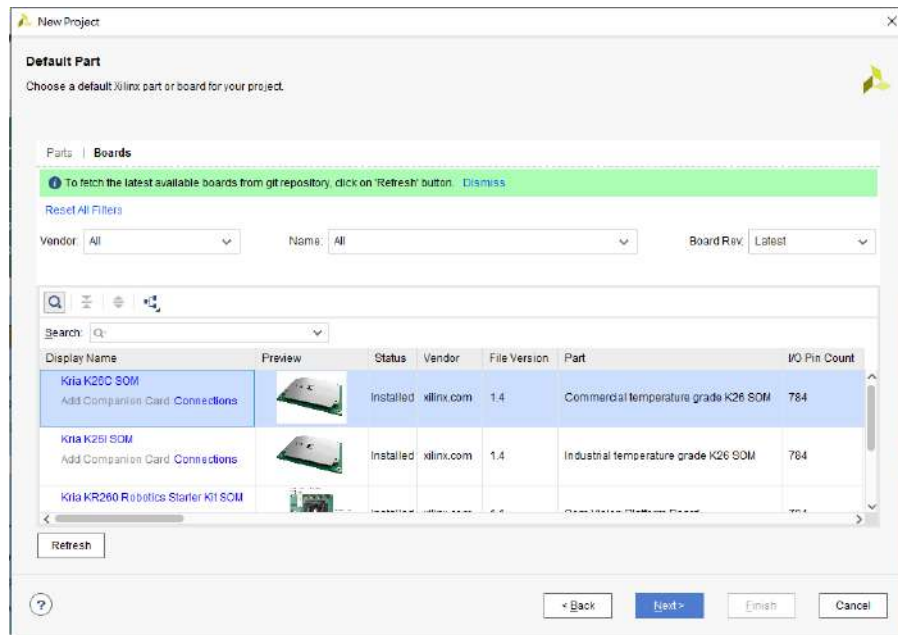 New Project
Default Part
Choose a default Xilinx part or board for your project.
Parts | Boards
To fetch the latest available boards from git repository, click on 'Refresh' button. Dismiss
Reset All Filters
Vendor: All Name: All Board Rev: Latest
Search:
Display Name Preview Status Vendor File Version Part I/O Pin Count
Kria K26C SOM
Add Companion Card Connections
Installed xilinx.com 1.4 Commercial temperature grade K26 SOM 784
Kria K26I SOM
Add Companion Card Connections
Installed xilinx.com 1.4 Industrial temperature grade K26 SOM 784
Kria KR260 Robotics Starter Kit SOM
Refresh
? < Back Next > Finish Cancel